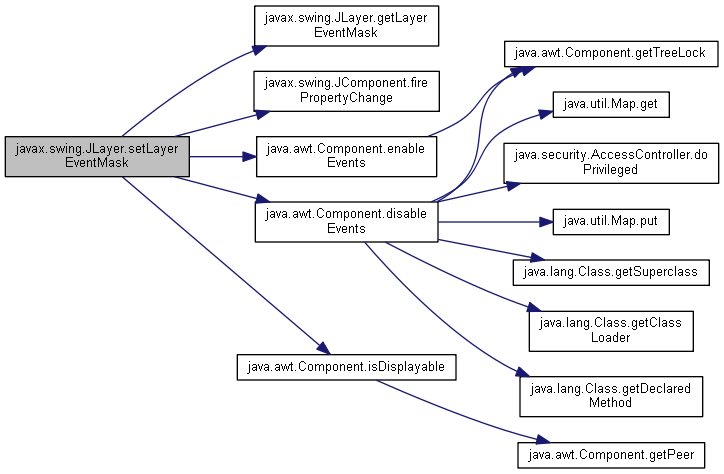 javax.swing.JLayer.setLayer
EventMask
javax.swing.JLayer.getLayer
EventMask
javax.swing.JComponent.fire
PropertyChange
java.awt.Component.enable
Events
java.awt.Component.disable
Events
java.awt.Component.isDisplayable
java.awt.Component.getTreeLock
java.util.Map.get
java.security.AccessController.do
Privileged
java.util.Map.put
java.lang.Class.getSuperclass
java.lang.Class.getClass
Loader
java.lang.Class.getDeclared
Method
java.awt.Component.getPeer